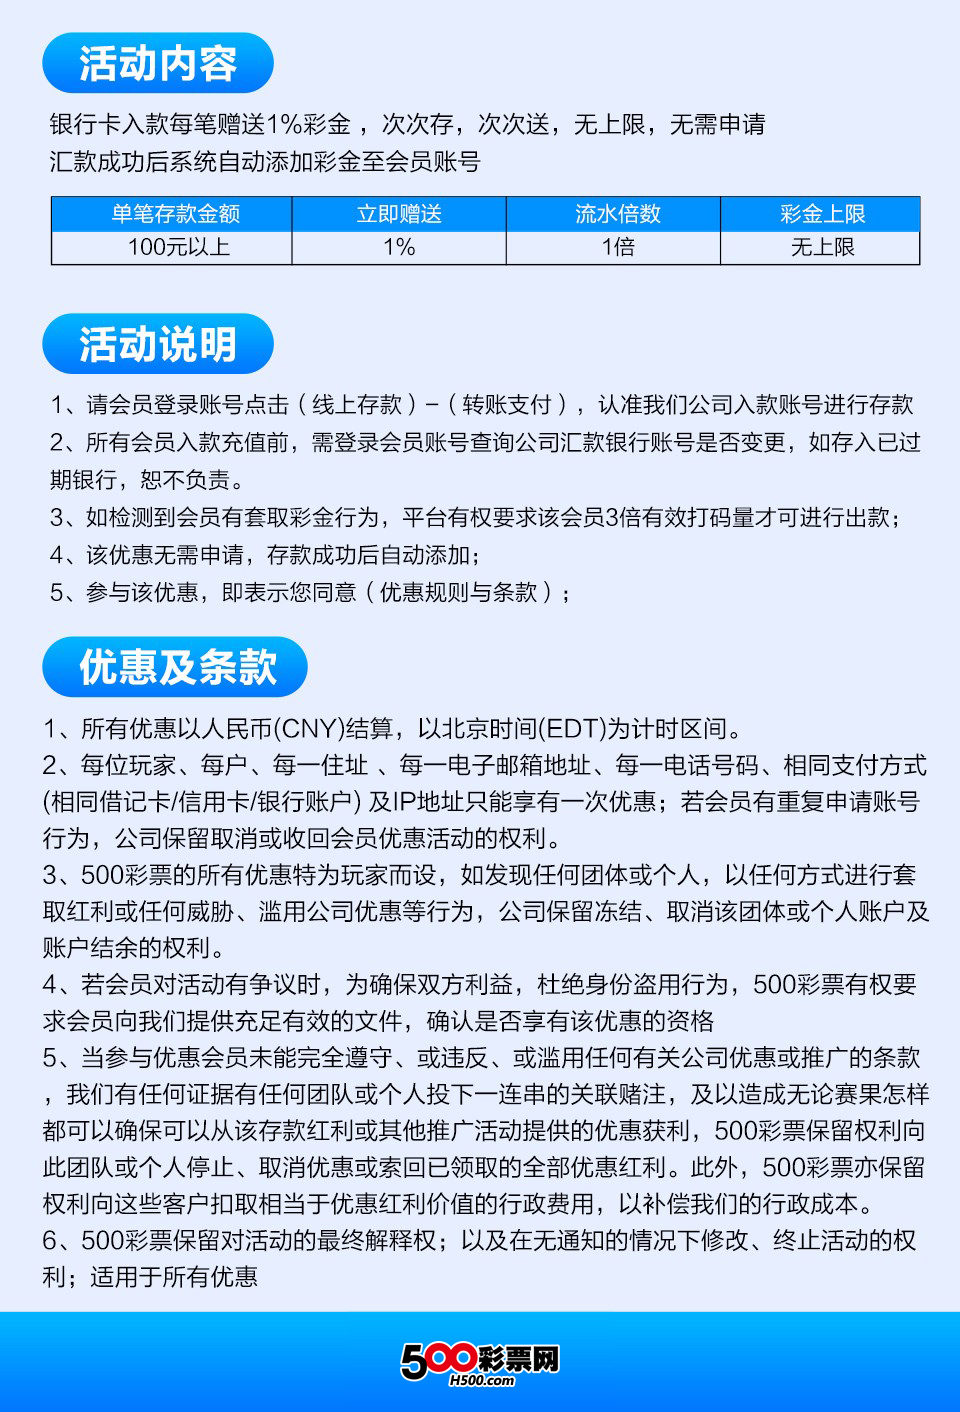 活动内容
银行卡入款每笔赠送1%彩金 ，次次存，次次送，无上限，无需申请
汇款成功后系统自动添加彩金至会员账号
单笔存款金额 立即赠送 流水倍数 彩金上限
100元以上 1% 1倍 无上限
活动说明
1、请会员登录账号点击（线上存款）–（转账支付），认准我们公司入款账号进行存款
2、所有会员入款充值前，需登录会员账号查询公司汇款银行账号是否变更，如存入已过
期银行，恕不负责。
3、如检测到会员有套取彩金行为，平台有权要求该会员3倍有效打码量才可进行出款；
4、该优惠无需申请，存款成功后自动添加；
5、参与该优惠，即表示您同意（优惠规则与条款）；
优惠及条款
1、所有优惠以人民币(CNY)结算，以北京时间(EDT)为计时区间。
2、每位玩家、每户、每一住址 、每一电子邮箱地址、每一电话号码、相同支付方式
(相同借记卡/信用卡/银行账户) 及IP地址只能享有一次优惠；若会员有重复申请账号
行为，公司保留取消或收回会员优惠活动的权利。
3、500彩票的所有优惠特为玩家而设，如发现任何团体或个人，以任何方式进行套
取红利或任何威胁、滥用公司优惠等行为，公司保留冻结、取消该团体或个人账户及
账户结余的权利。
4、若会员对活动有争议时，为确保双方利益，杜绝身份盗用行为，500彩票有权要
求会员向我们提供充足有效的文件，确认是否享有该优惠的资格
5、当参与优惠会员未能完全遵守、或违反、或滥用任何有关公司优惠或推广的条款
，我们有任何证据有任何团队或个人投下一连串的关联赌注，及以造成无论赛果怎样
都可以确保可以从该存款红利或其他推广活动提供的优惠获利，500彩票保留权利向
此团队或个人停止、取消优惠或索回已领取的全部优惠红利。此外，500彩票亦保留
权利向这些客户扣取相当于优惠红利价值的行政费用，以补偿我们的行政成本。
6、500彩票保留对活动的最终解释权；以及在无通知的情况下修改、终止活动的权
利；适用于所有优惠
500彩票网
H500.com